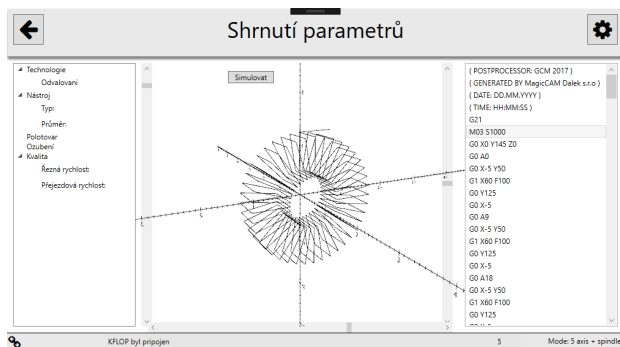 Shrnutí parametrů
Technologie
Odvalovani
Nástroj
Typ:
Průměr:
Polotovar
Ozubení
Kvalita
Řezná rychlost:
Přejezdová rychlost:
Simulovat
( POSTPROCESSOR: GCM 2017 )
( GENERATED BY MagicCAM Dalek s.r.o )
( DATE: DD.MM.YYYY )
( TIME: HH:MM:SS )
G21
M03 S1000
G0 X0 Y145 Z0
G0 A0
G0 X-5 Y50
G1 X60 F100
G0 Y125
G0 X-5
G0 A9
G0 X-5 Y50
G1 X60 F100
G0 Y125
G0 X-5
G0 A18
G0 X-5 Y50
G1 X60 F100
G0 Y125
KFLOP byl pripojen
5
Mode: 5 axis + spindle